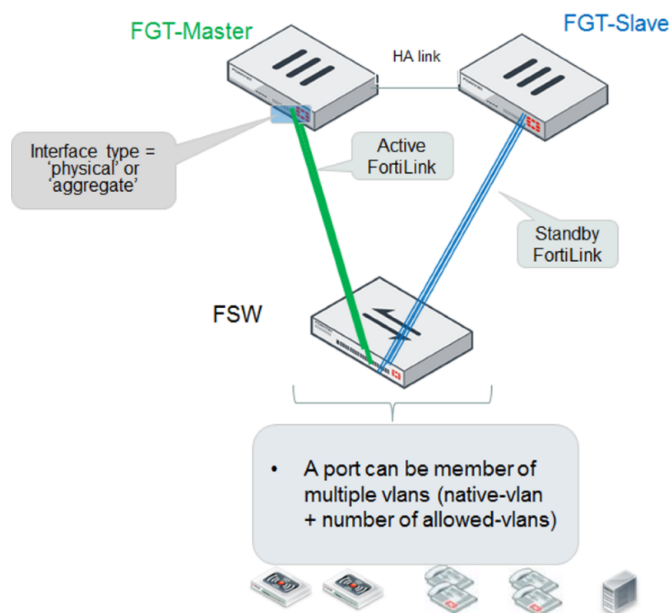 FGT-Master
FGT-Slave
HA link
Interface type =
'physical' or
'aggregate'
Active
FortiLink
Standby
FortiLink
FSW
• A port can be member of
multiple vlans (native-vlan
+ number of allowed-vlans)